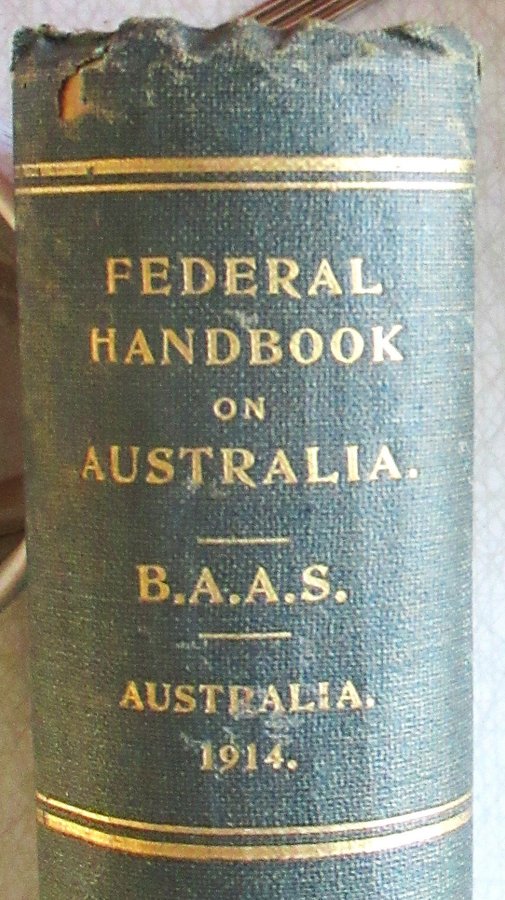 FEDERAL
HANDBOOK
ON
AUSTRALIA.
B.A.A.S.
AUSTRALIA.
1914.